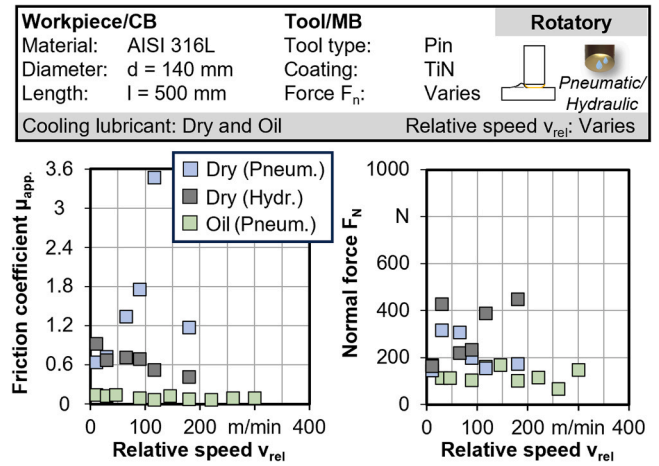 Workpiece/CB Tool/MB Rotatory
Material: AISI 316L Tool type: Pin
Diameter: d = 140 mm Coating: TiN
Length: l = 500 mm Force Fn: Varies
Pneumatic/
Hydraulic
Cooling lubricant: Dry and Oil Relative speed vrel: Varies
Friction coefficient µapp.
3.6
3
2.4
1.8
1.2
0.6
0
Dry (Pneum.)
Dry (Hydr.)
Oil (Pneum.)
0 200 m/min 400
Relative speed vrel
Normal force FN
1000
N
600
400
200
0
0 100 200 m/min 400
Relative speed vrel